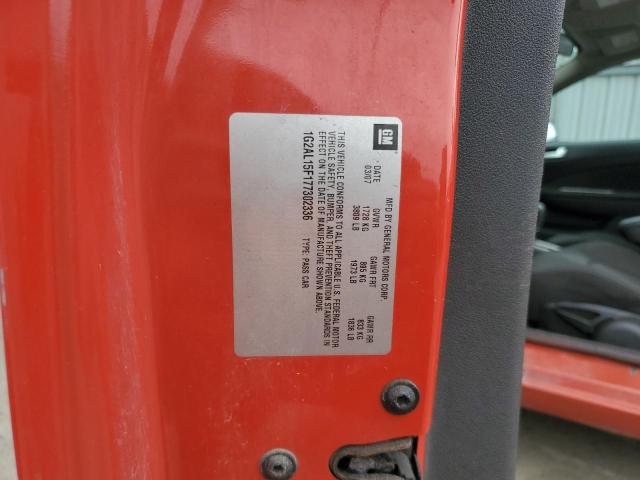 GM
MFD BY GENERAL MOTORS CORP.
DATE GVWR GAWR FRT GAWR RR
03/07 1728 KG 895 KG 833 KG
3809 LB 1973 LB 1836 LB
THIS VEHICLE CONFORMS TO ALL APPLICABLE U.S. FEDERAL MOTOR
VEHICLE SAFETY, BUMPER, AND THEFT PREVENTION STANDARDS IN
EFFECT ON THE DATE OF MANUFACTURE SHOWN ABOVE.
1G2AL15F177302336 TYPE: PASS CAR